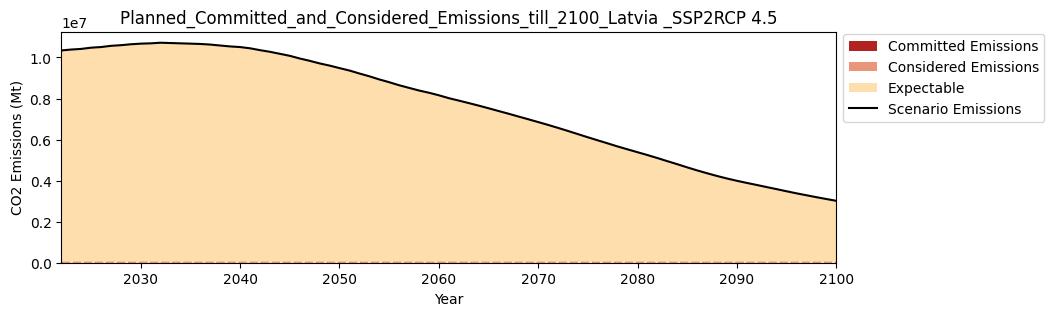 Planned_Committed_and_Considered_Emissions_till_2100_Latvia _SSP2RCP 4.5
1e7
1.0
0.8
0.6
0.4
0.2
0.0
CO2 Emissions (Mt)
2030 2040 2050 2060 2070 2080 2090 2100
Year
Committed Emissions
Considered Emissions
Expectable
Scenario Emissions